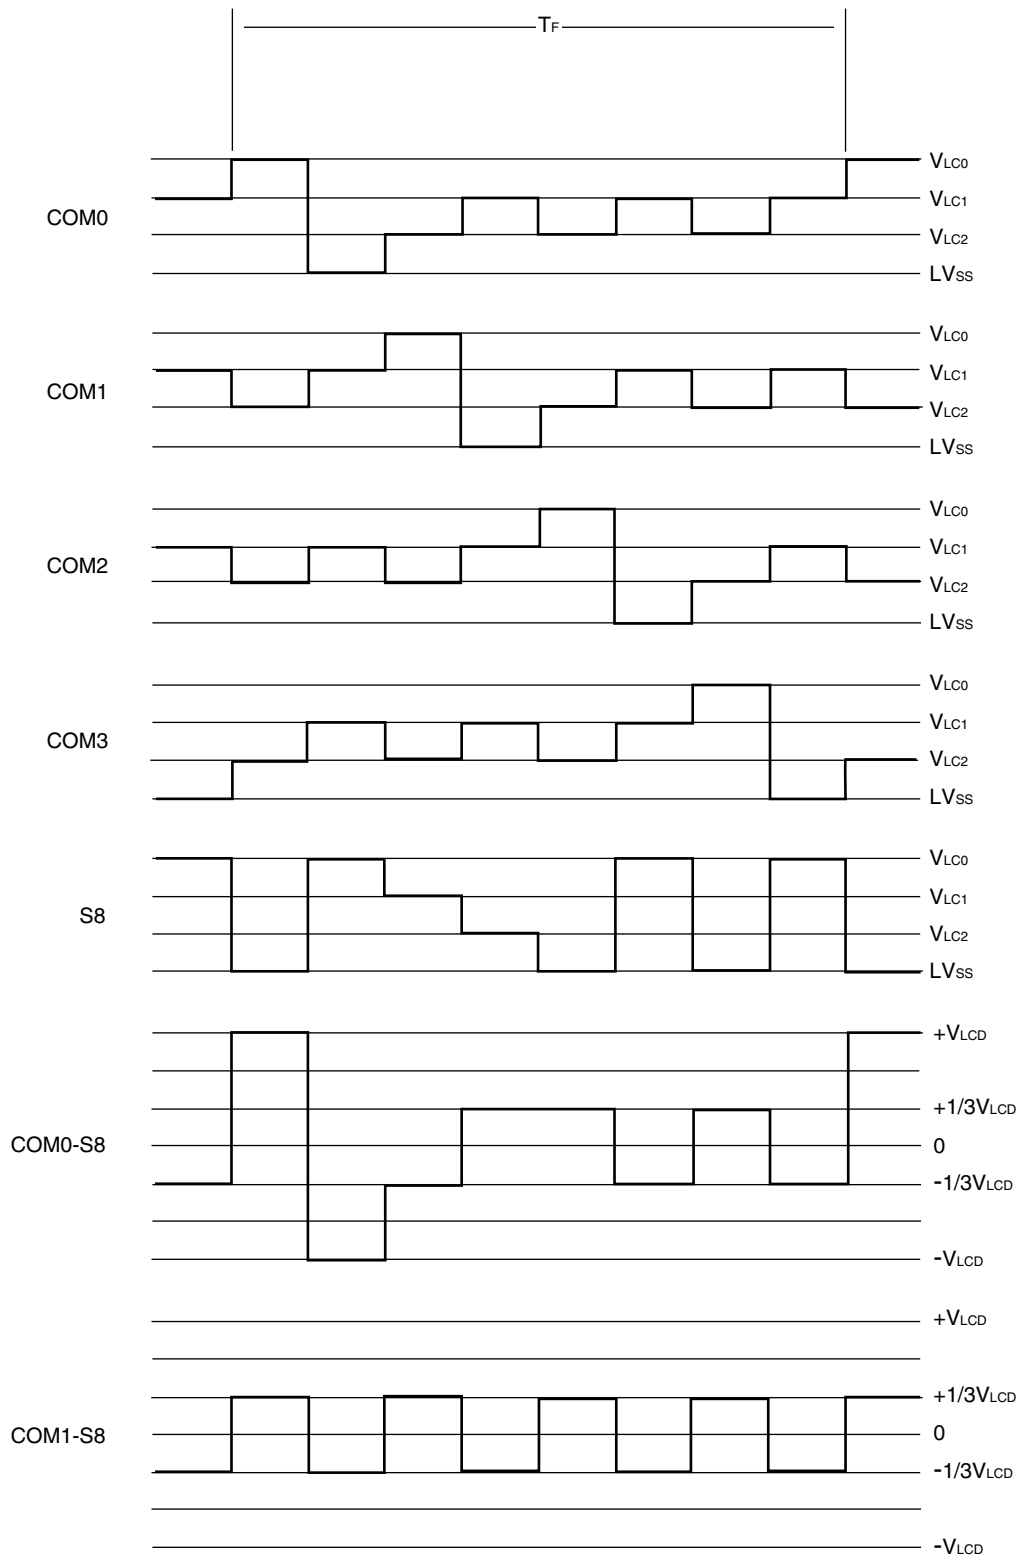 TF
COM0
VLC0
VLC1
VLC2
LVSS
COM1
VLC0
VLC1
VLC2
LVSS
COM2
VLC0
VLC1
VLC2
LVSS
COM3
VLC0
VLC1
VLC2
LVSS
S8
VLC0
VLC1
VLC2
LVSS
COM0-S8
+VLCD
+1/3VLCD
0
-1/3VLCD
-VLCD
COM1-S8
+VLCD
+1/3VLCD
0
-1/3VLCD
-VLCD